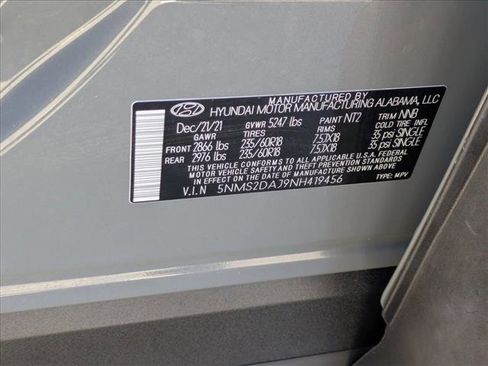 MANUFACTURED BY
HYUNDAI MOTOR MANUFACTURING ALABAMA, LLC
Dec/21/21 GVWR 5247 lbs PAINT NT2 TRIM NNB
GAWR TIRES RIMS COLD TIRE INFL.
FRONT 2866 lbs 235/60R18 7.5JX18 35 psi SINGLE
REAR 2976 lbs 235/60R18 7.5JX18 35 psi SINGLE
THIS VEHICLE CONFORMS TO ALL APPLICABLE U.S.A. FEDERAL
MOTOR VEHICLE SAFETY, BUMPER, AND THEFT PREVENTION STANDARDS
IN EFFECT ON THE DATE OF MANUFACTURE SHOWN ABOVE
V.I.N 5NMS2DAJ9NH419456 TYPE: MPV